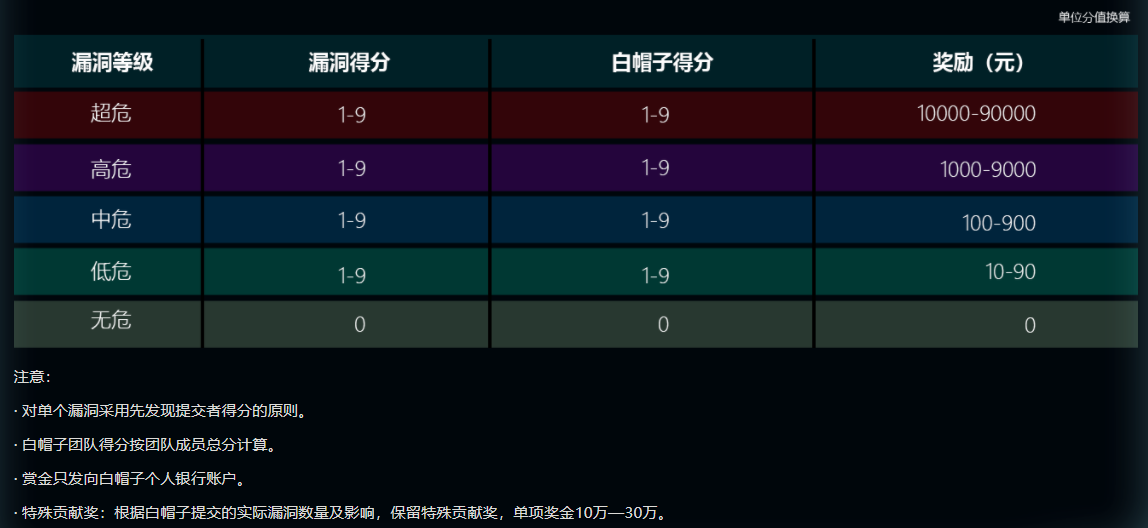 单位分值换算
漏洞等级 漏洞得分 白帽子得分 奖励（元）
超危 1-9 1-9 10000-90000
高危 1-9 1-9 1000-9000
中危 1-9 1-9 100-900
低危 1-9 1-9 10-90
无危 0 0 0
注意：
· 对单个漏洞采用先发现提交者得分的原则。
· 白帽子团队得分按团队成员总分计算。
· 赏金只发向白帽子个人银行账户。
· 特殊贡献奖：根据白帽子提交的实际漏洞数量及影响，保留特殊贡献奖，单项奖金10万—30万。